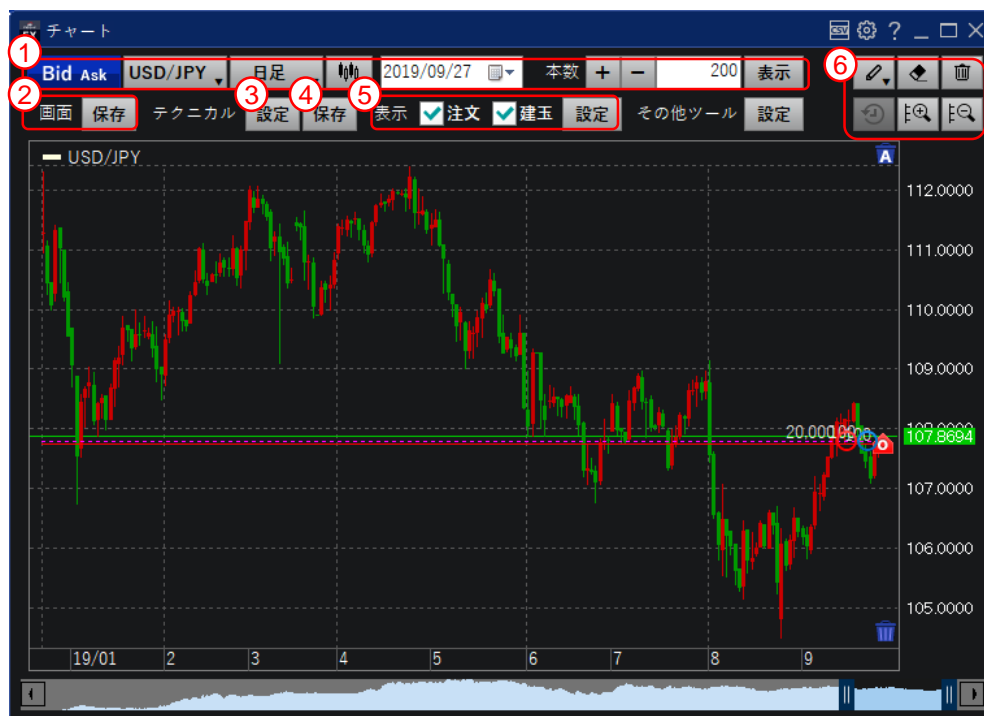 チャート
CSV ?
1
Bid Ask USD/JPY 日足 2019/09/27 本数 + − 200 表示
6
2 3 4 5
画面 保存 テクニカル 設定 保存 表示 注文 建玉 設定 その他ツール 設定
USD/JPY
A
112.0000
111.0000
110.0000
109.0000
107.8694
O
107.0000
106.0000
105.0000
19/01 2 3 4 5 6 7 8 9